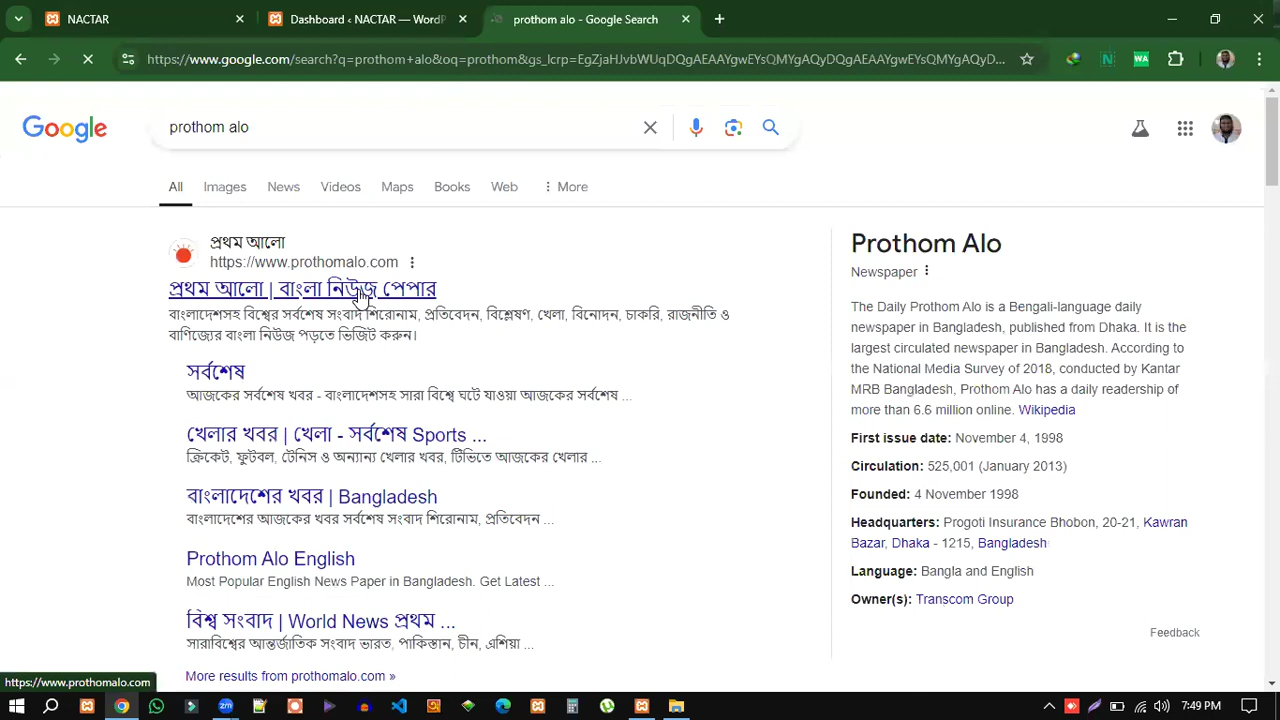 NACTAR
Dashboard ‹ NACTAR — WordP
prothom alo - Google Search
https://www.google.com/search?q=prothom+alo&oq=prothom&gs_lcrp=EgZjaHJvbWUqDQgAEAAYgwEYsQMYgAQyDQgAEAAYgwEYsQMYgAQyDQgBEAAYgwEYsQMYgAQyD...
Google
prothom alo
All Images News Videos Maps Books Web More
প্রথম আলো
https://www.prothomalo.com
প্রথম আলো | বাংলা নিউজ পেপার
বাংলাদেশসহ বিশ্বের সর্বশেষ সংবাদ শিরোনাম, প্রতিবেদন, বিশ্লেষণ, খেলা, বিনোদন, চাকরি, রাজনীতি ও
বাণিজ্যের বাংলা নিউজ পড়তে ভিজিট করুন।
সর্বশেষ
আজকের সর্বশেষ খবর - বাংলাদেশসহ সারা বিশ্বে ঘটে যাওয়া আজকের সর্বশেষ ...
খেলার খবর | খেলা - সর্বশেষ Sports ...
ক্রিকেট, ফুটবল, টেনিস ও অন্যান্য খেলার খবর, টিভিতে আজকের খেলার ...
বাংলাদেশের খবর | Bangladesh
বাংলাদেশের আজকের খবর সর্বশেষ সংবাদ শিরোনাম, প্রতিবেদন ...
Prothom Alo English
Most Popular English News Paper in Bangladesh. Get Latest ...
বিশ্ব সংবাদ | World News প্রথম ...
সারাবিশ্বের আন্তর্জাতিক সংবাদ ভারত, পাকিস্তান, চীন, এশিয়া ...
More results from prothomalo.com »
Prothom Alo
Newspaper
The Daily Prothom Alo is a Bengali-language daily
newspaper in Bangladesh, published from Dhaka. It is the
largest circulated newspaper in Bangladesh. According to
the National Media Survey of 2018, conducted by Kantar
MRB Bangladesh, Prothom Alo has a daily readership of
more than 6.6 million online. Wikipedia
First issue date: November 4, 1998
Circulation: 525,001 (January 2013)
Founded: 4 November 1998
Headquarters: Progoti Insurance Bhobon, 20-21, Kawran
Bazar, Dhaka - 1215, Bangladesh
Language: Bangla and English
Owner(s): Transcom Group
Feedback
https://www.prothomalo.com
7:49 PM